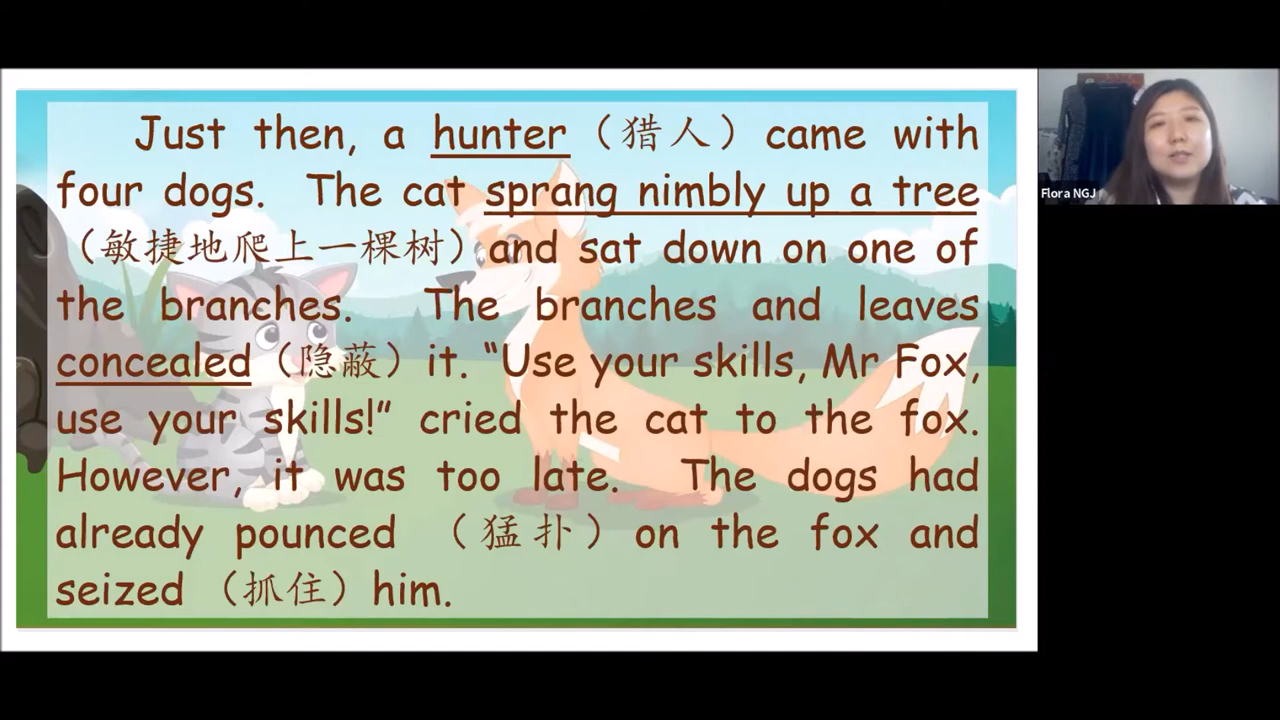 Just then, a hunter（猎人）came with
four dogs. The cat sprang nimbly up a tree
（敏捷地爬上一棵树）and sat down on one of
the branches. The branches and leaves
concealed（隐蔽）it. “Use your skills, Mr Fox,
use your skills!” cried the cat to the fox.
However, it was too late. The dogs had
already pounced （猛扑）on the fox and
seized （抓住）him.
Flora NGJ